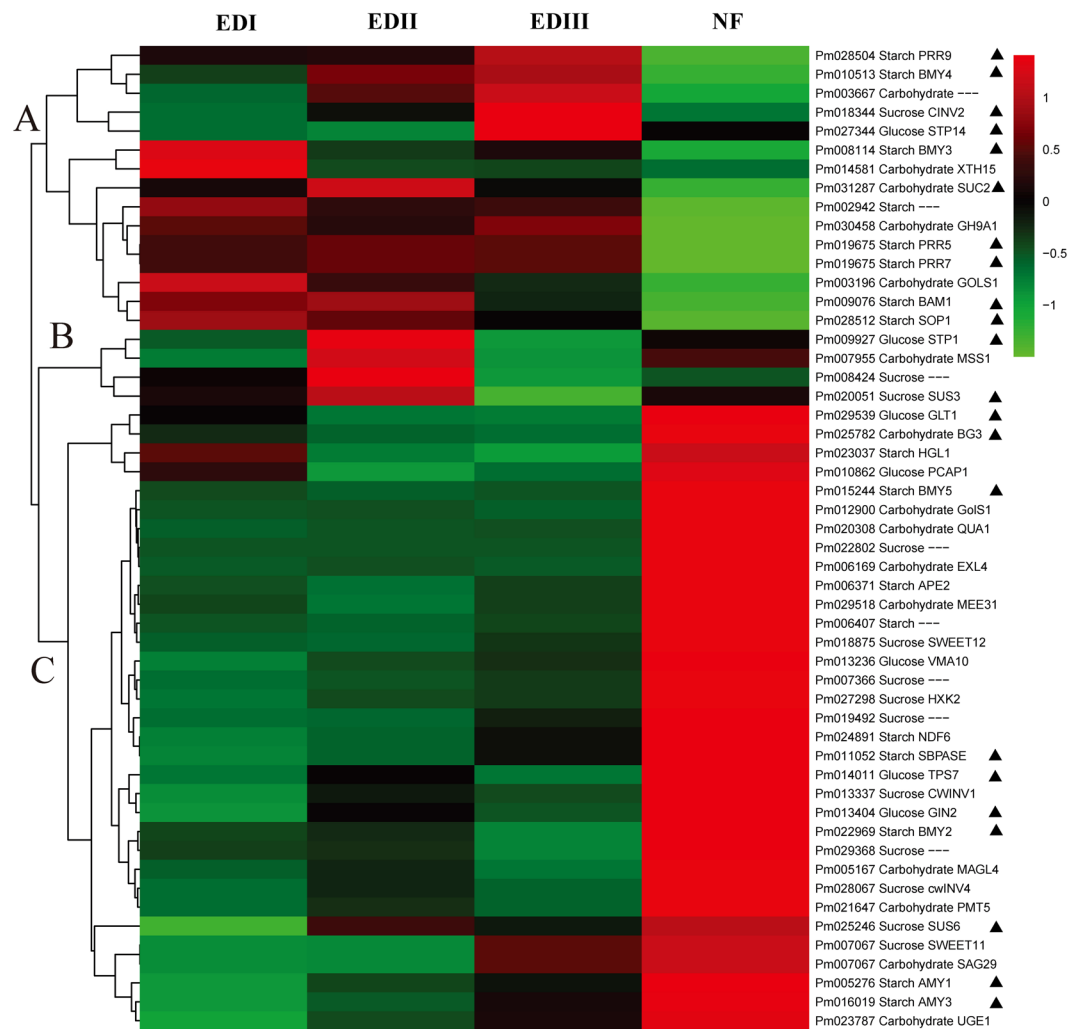 EDI EDII EDIII NF
A
B
C
Pm028504 Starch PRR9 ▲
Pm010513 Starch BMY4 ▲
Pm003667 Carbohydrate ---
Pm018344 Sucrose CINV2 ▲
Pm027344 Glucose STP14 ▲
Pm008114 Starch BMY3 ▲
Pm014581 Carbohydrate XTH15
Pm031287 Carbohydrate SUC2 ▲
Pm002942 Starch ---
Pm030458 Carbohydrate GH9A1
Pm019675 Starch PRR5 ▲
Pm019675 Starch PRR7 ▲
Pm003196 Carbohydrate GOLS1
Pm009076 Starch BAM1 ▲
Pm028512 Starch SOP1 ▲
Pm009927 Glucose STP1 ▲
Pm007955 Carbohydrate MSS1
Pm008424 Sucrose ---
Pm020051 Sucrose SUS3 ▲
Pm029539 Glucose GLT1 ▲
Pm025782 Carbohydrate BG3 ▲
Pm023037 Starch HGL1
Pm010862 Glucose PCAP1
Pm015244 Starch BMY5 ▲
Pm012900 Carbohydrate GolS1
Pm020308 Carbohydrate QUA1
Pm022802 Sucrose ---
Pm006169 Carbohydrate EXL4
Pm006371 Starch APE2
Pm029518 Carbohydrate MEE31
Pm006407 Starch ---
Pm018875 Sucrose SWEET12
Pm013236 Glucose VMA10
Pm007366 Sucrose ---
Pm027298 Sucrose HXK2
Pm019492 Sucrose ---
Pm024891 Starch NDF6
Pm011052 Starch SBPASE ▲
Pm014011 Glucose TPS7 ▲
Pm013337 Sucrose CWINV1
Pm013404 Glucose GIN2 ▲
Pm022969 Starch BMY2 ▲
Pm029368 Sucrose ---
Pm005167 Carbohydrate MAGL4
Pm028067 Sucrose cwINV4
Pm021647 Carbohydrate PMT5
Pm025246 Sucrose SUS6 ▲
Pm007067 Sucrose SWEET11
Pm007067 Carbohydrate SAG29
Pm005276 Starch AMY1 ▲
Pm016019 Starch AMY3 ▲
Pm023787 Carbohydrate UGE1
1
0.5
0
−0.5
−1